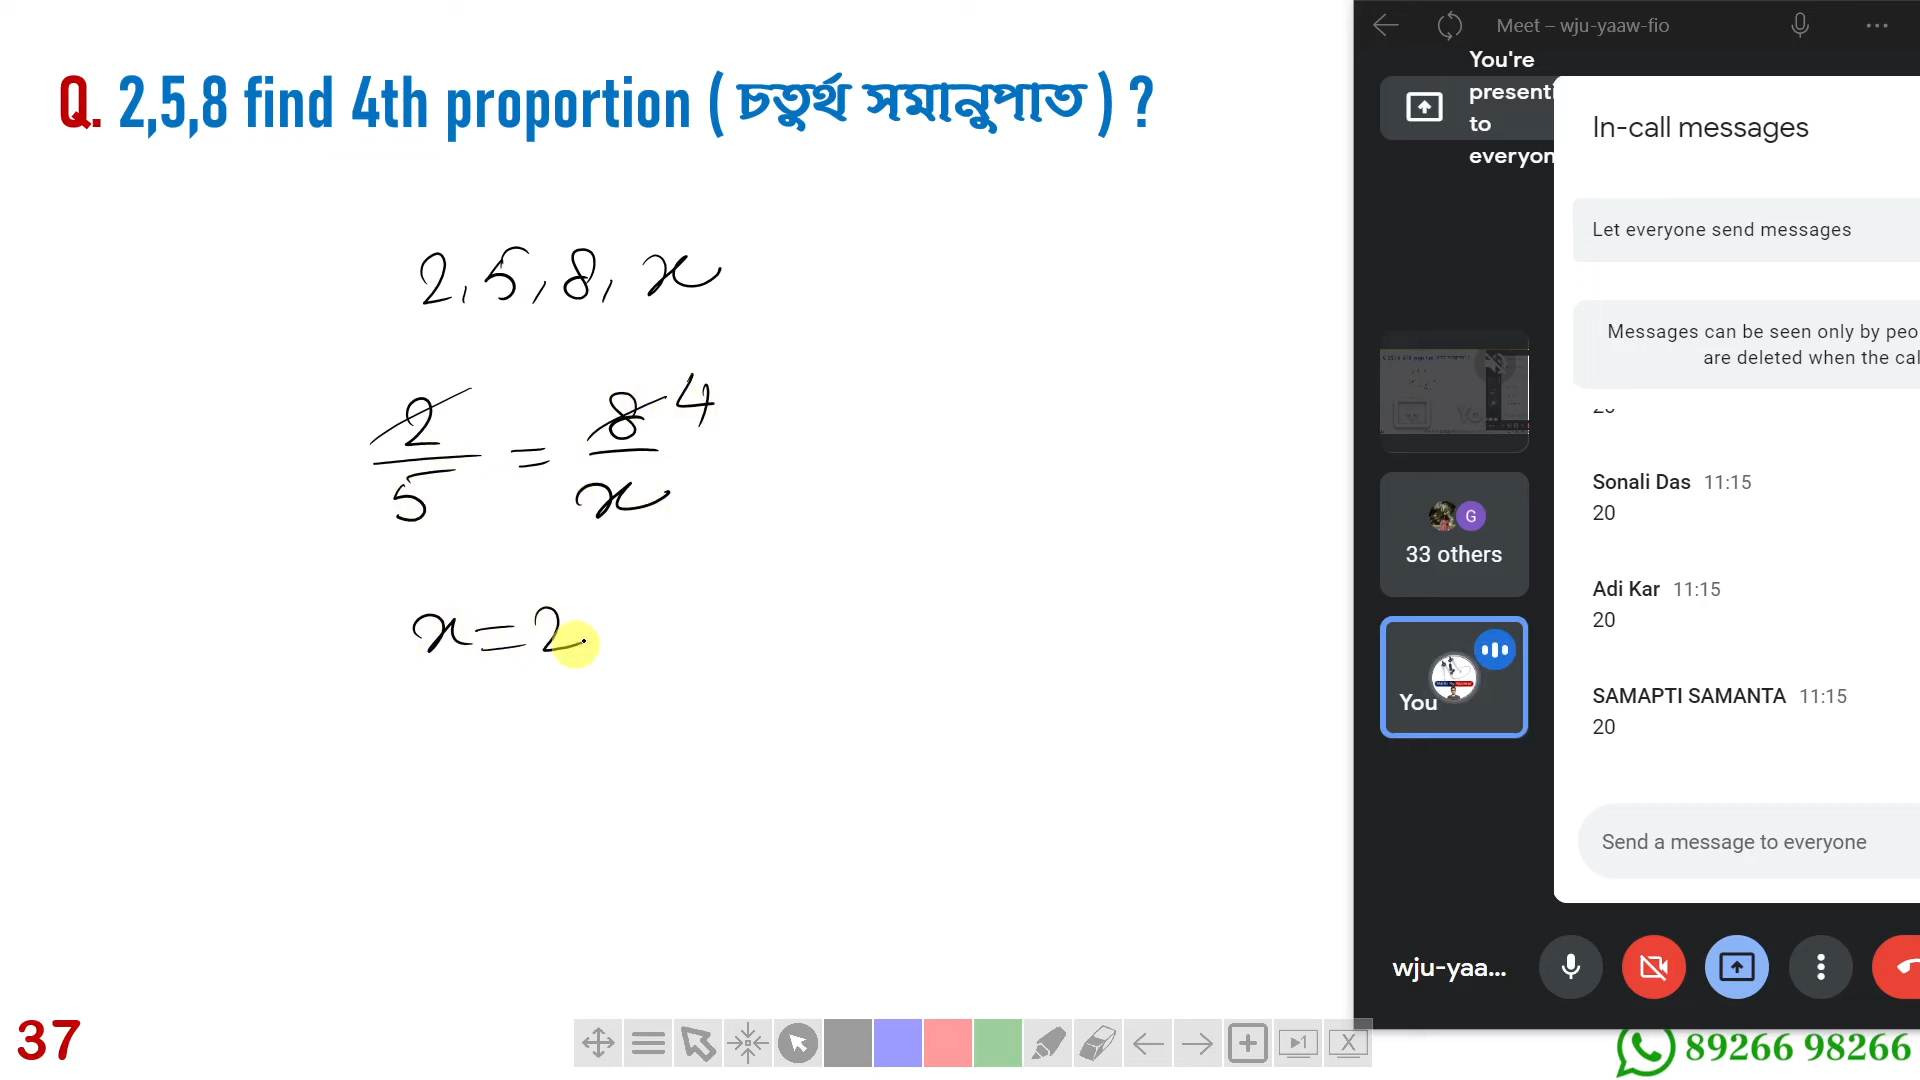 Q. 2,5,8 find 4th proportion ( চতুর্থ সমানুপাত ) ?
2, 5, 8, x
2/5 = 8/x 4
x = 2
37
Meet – wju-yaaw-fio
You're
presenti
to
everyon
In-call messages
Let everyone send messages
Messages can be seen only by peo
are deleted when the cal
Sonali Das 11:15
20
Adi Kar 11:15
20
SAMAPTI SAMANTA 11:15
20
G
33 others
You
Send a message to everyone
wju-yaa...
89266 98266